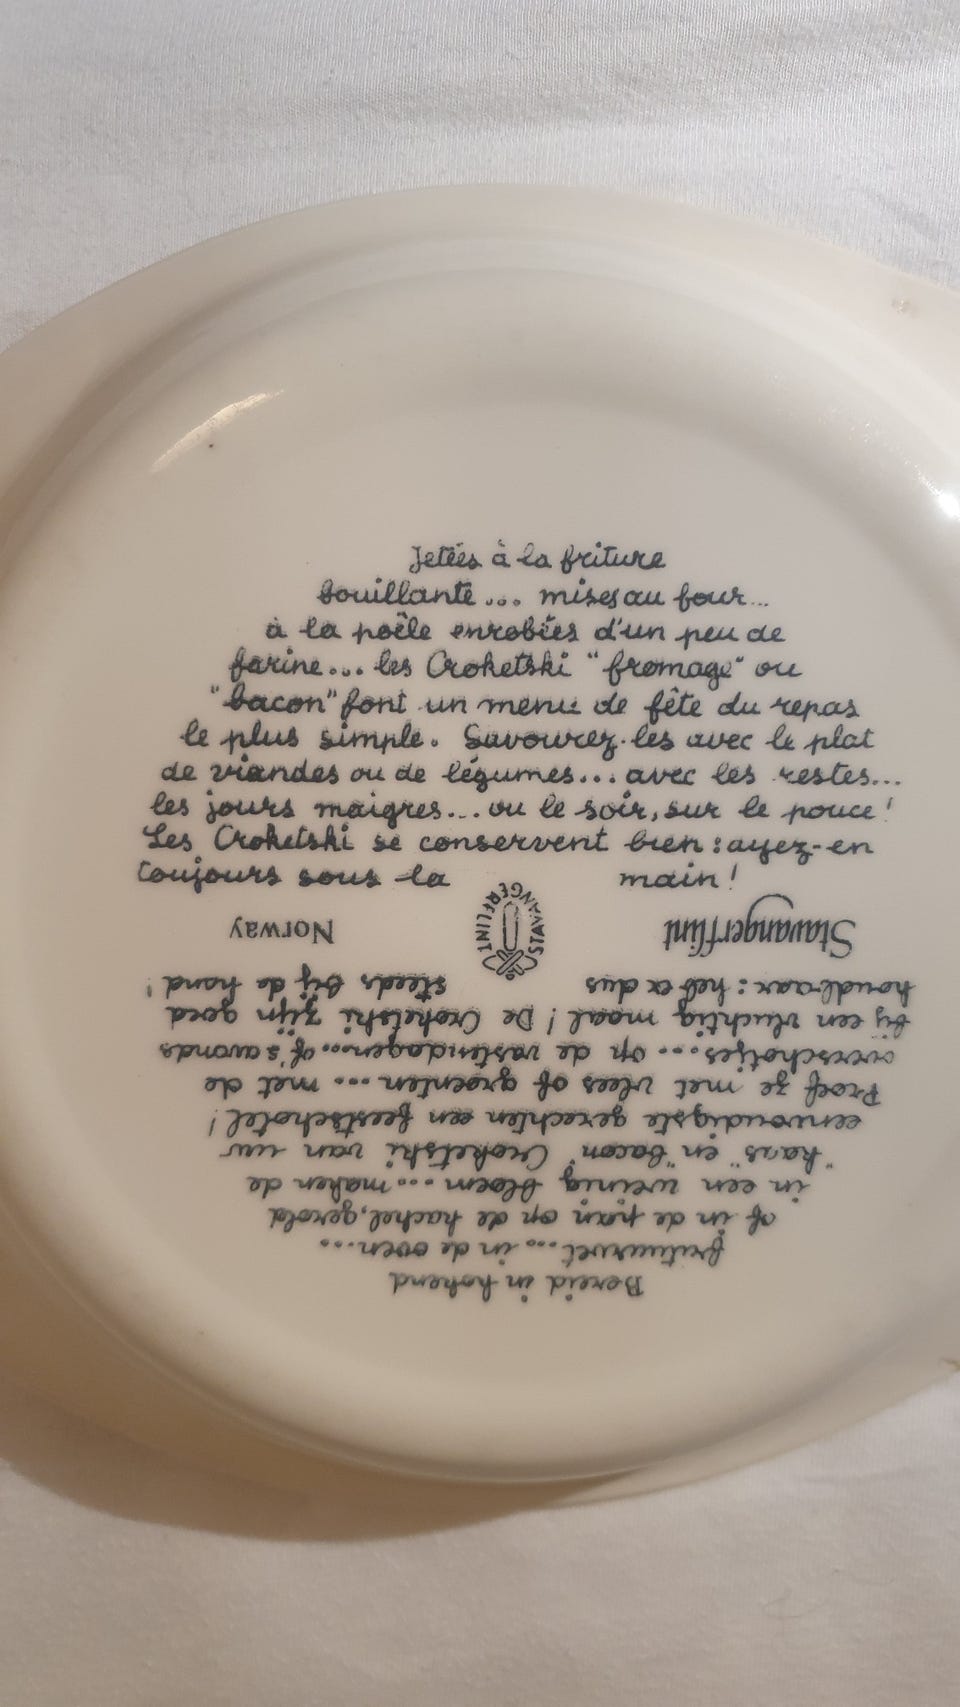 Jetées à la friture
bouillante... mises au four...
à la poêle enrobées d'un peu de
farine... les Croketski "fromage" ou
"bacon" font un menu de fête du repas
le plus simple. Savourez-les avec le plat
de viandes ou de légumes... avec les restes...
les jours maigres... ou le soir, sur le pouce!
Les Croketski se conservent bien: ayez-en
toujours sous la main!
STAVANGERFLINT STAVANGERFLINT
Stavangerflint Norway
Bereid in kokend
frituurvet... in de oven...
of in de pan op de kachel, gerold
in een weinig bloem... maken de
"kaas" en "bacon" Croketski van uw
eenvoudigste gerechten een feestschotel!
Proef ze met vlees of groenten... met de
overschotjes... op de vastendagen... of 's avonds
bij een vluchtig maal! De Croketski zijn goed
houdbaar: heb er dus steeds bij de hand!